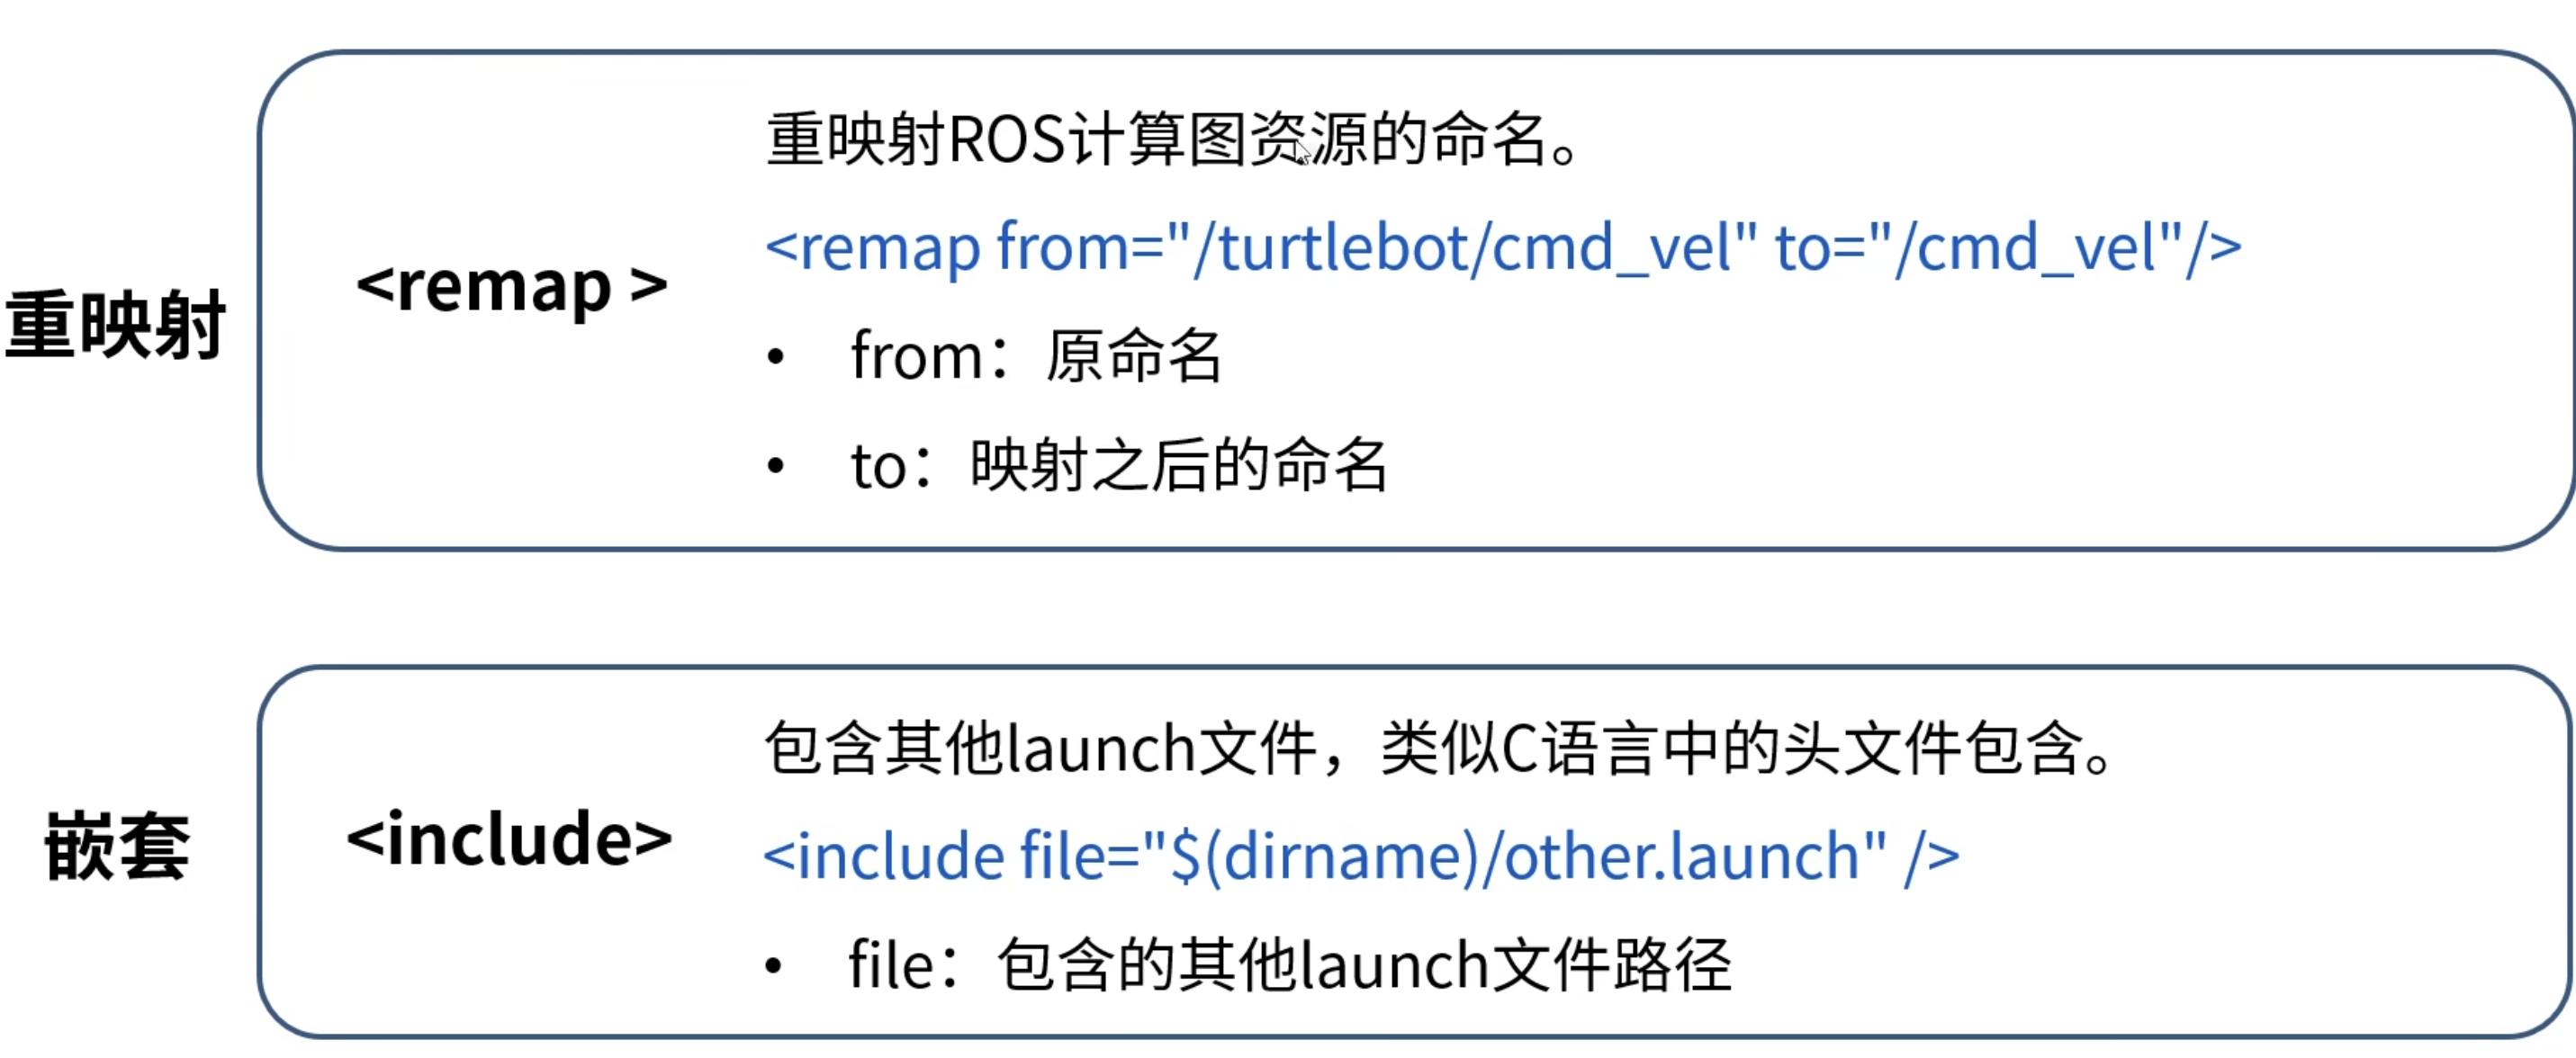 重映射
<remap >
重映射ROS计算图资源的命名。
<remap from="/turtlebot/cmd_vel" to="/cmd_vel"/>
• from：原命名
• to：映射之后的命名
嵌套
<include>
包含其他launch文件，类似C语言中的头文件包含。
<include file="$(dirname)/other.launch" />
• file：包含的其他launch文件路径